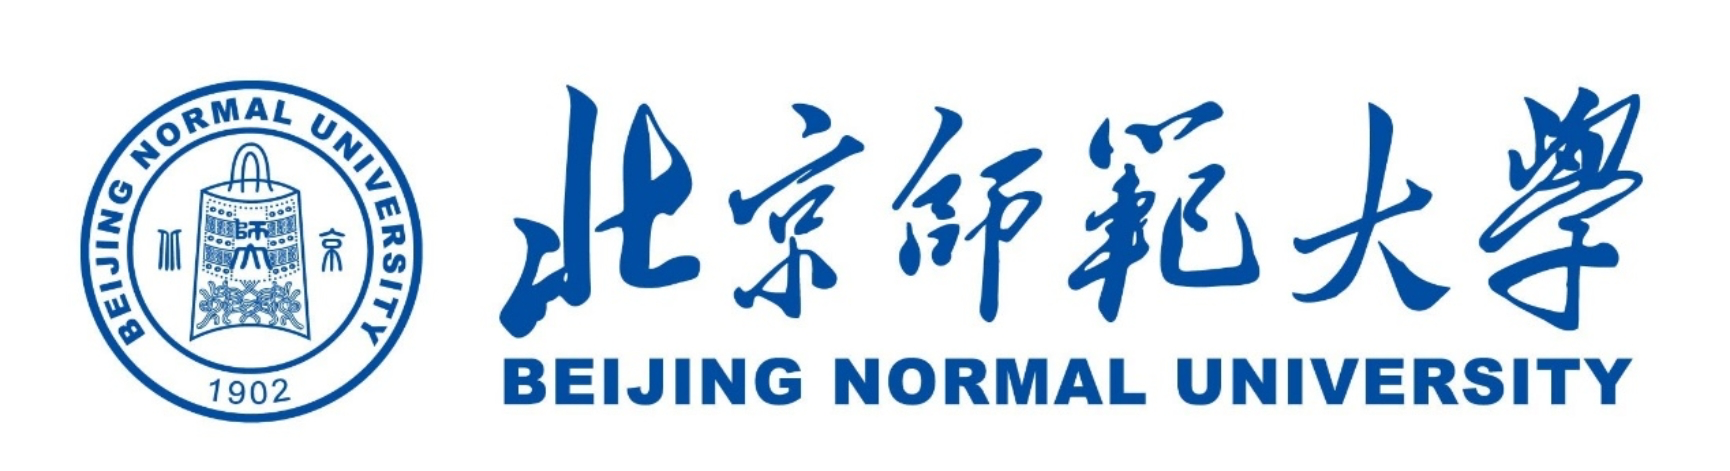 BEIJING NORMAL UNIVERSITY
北 京
師大
1902
北京師範大學
BEIJING NORMAL UNIVERSITY